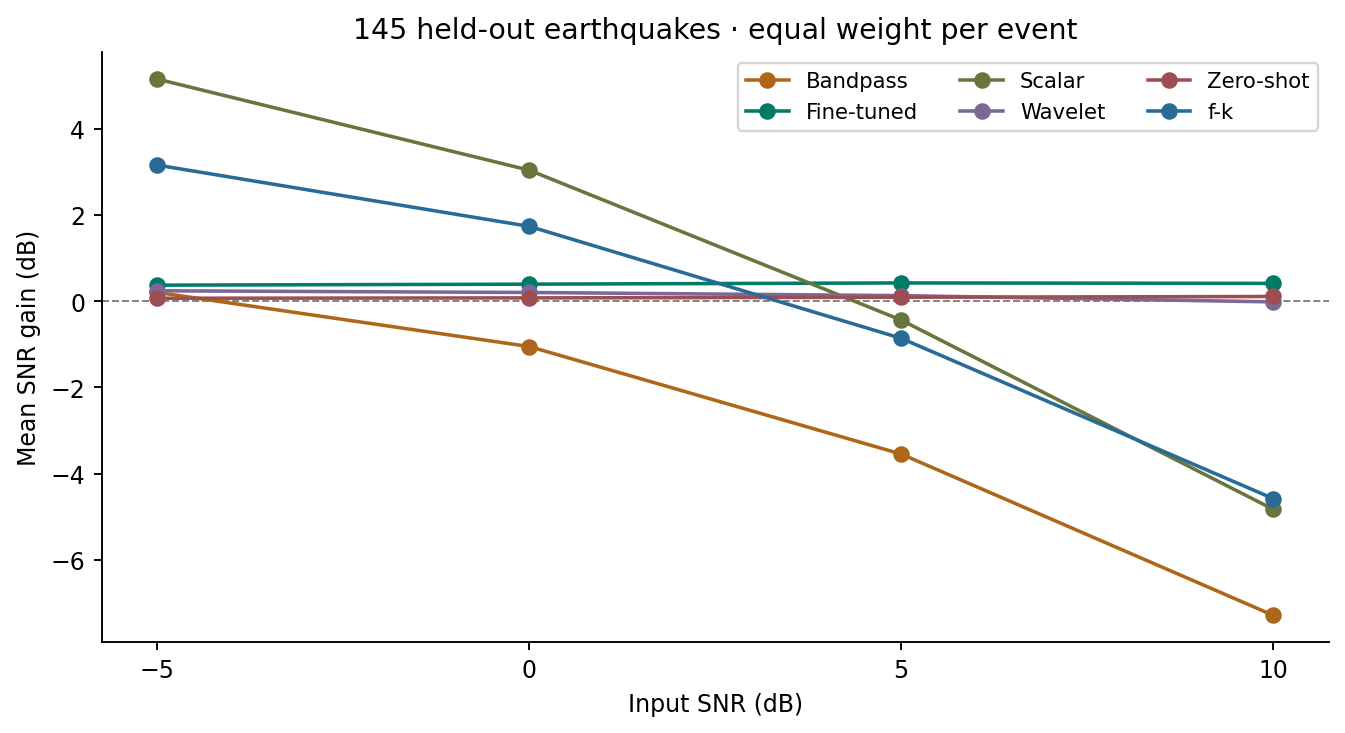 145 held-out earthquakes · equal weight per event
Bandpass
Scalar
Zero-shot
Fine-tuned
Wavelet
f-k
Mean SNR gain (dB)
4
2
0
−2
−4
−6
−5
0
5
10
Input SNR (dB)